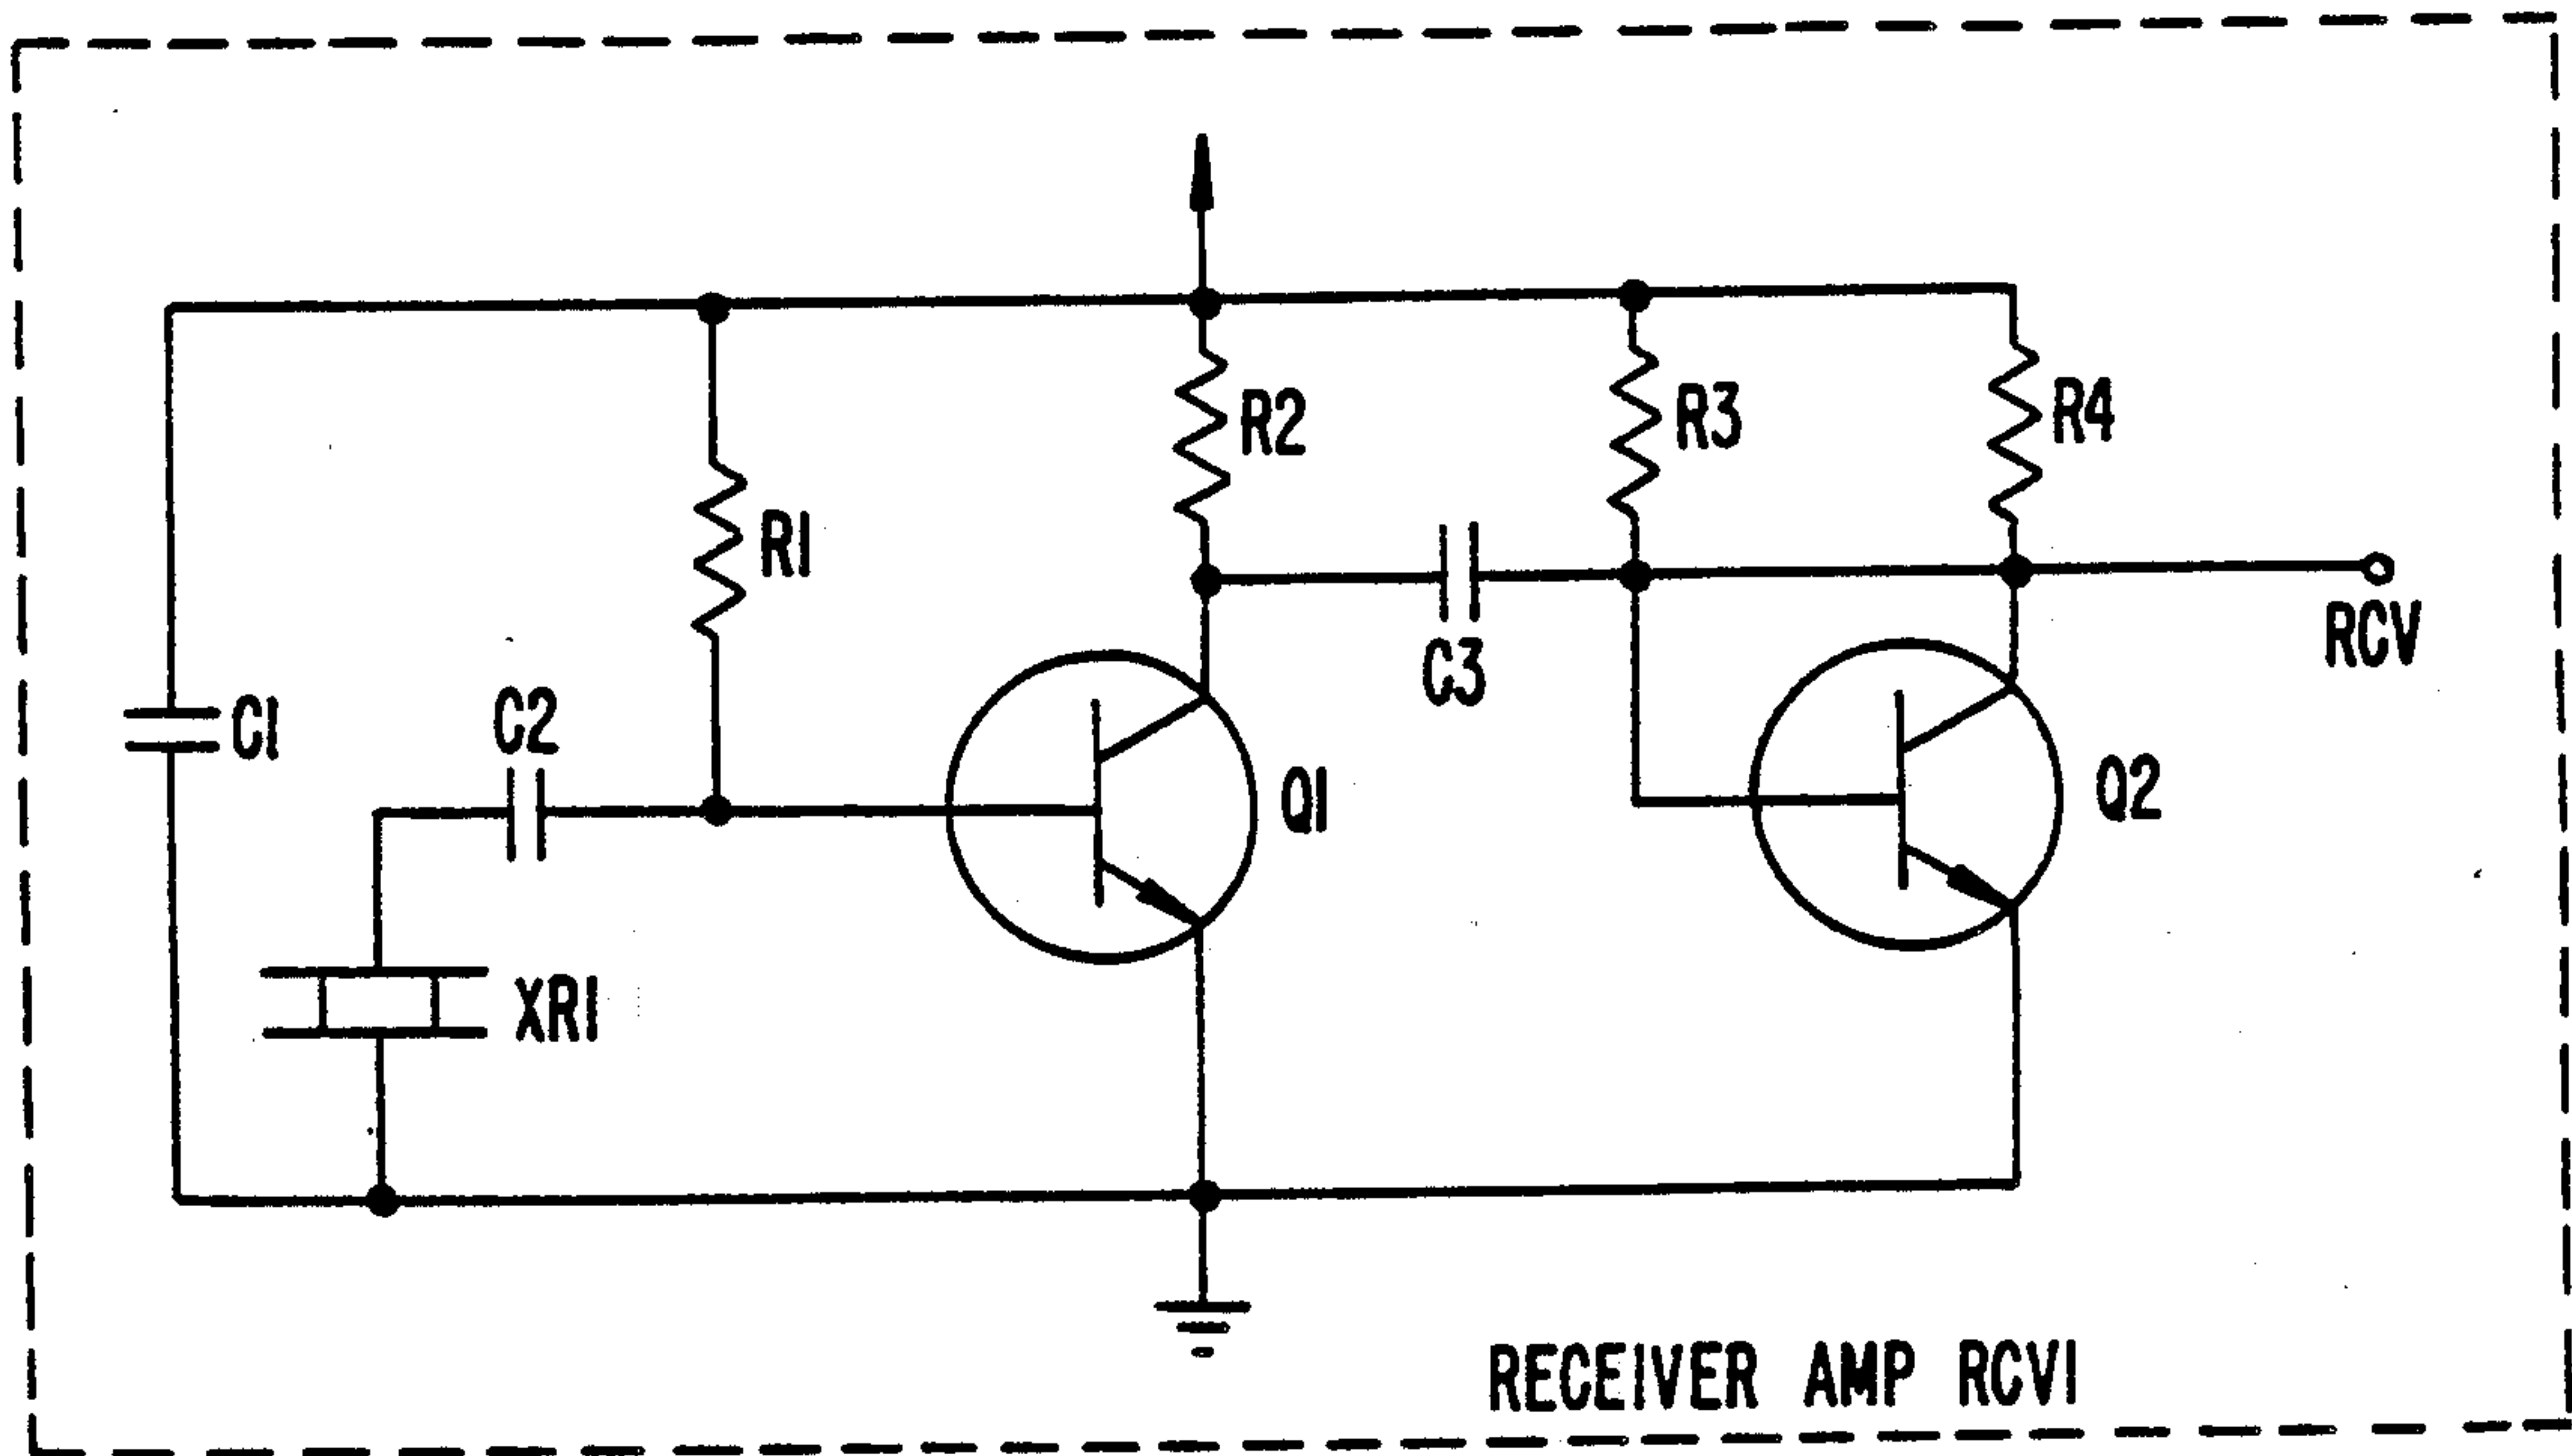 R2
R3
R4
R1
RCV
C3
C1
C2
Q1
Q2
XR1
RECEIVER AMP RCV1